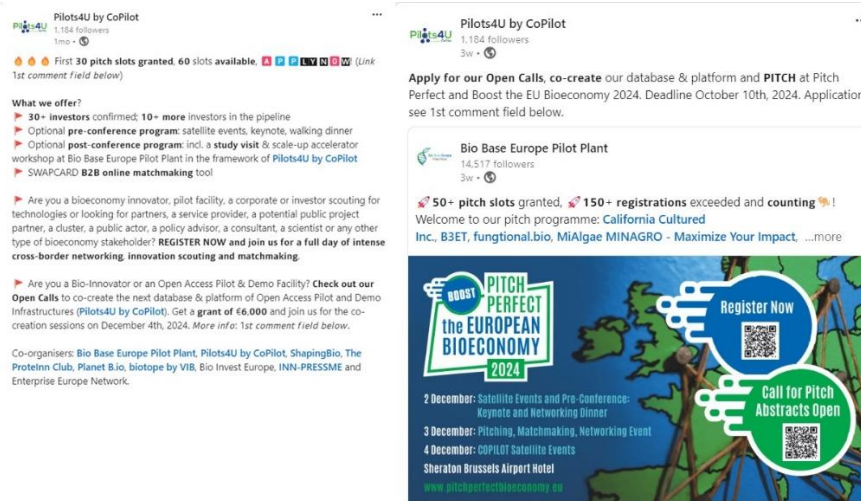 Pilots4U by CoPilot
1,184 followers
1mo •
🔥🔥🔥 First 30 pitch slots granted, 60 slots available, APPLY NOW! (Link
1st comment field below)
What we offer?
🚩 30+ investors confirmed; 10+ more investors in the pipeline
🚩 Optional pre-conference program: satellite events, keynote, walking dinner
🚩 Optional post-conference program: incl. a study visit & scale-up accelerator
workshop at Bio Base Europe Pilot Plant in the framework of Pilots4U by CoPilot
🚩 SWAPCARD B2B online matchmaking tool
🚩 Are you a bioeconomy innovator, pilot facility, a corporate or investor scouting for
technologies or looking for partners, a service provider, a potential public project
partner, a cluster, a public actor, a policy advisor, a consultant, a scientist or any other
type of bioeconomy stakeholder? REGISTER NOW and join us for a full day of intense
cross-border networking, innovation scouting and matchmaking.
🚩 Are you a Bio-Innovator or an Open Access Pilot & Demo Facility? Check out our
Open Calls to co-create the next database & platform of Open Access Pilot and Demo
Infrastructures (Pilots4U by CoPilot). Get a grant of €6,000 and join us for the co-
creation sessions on December 4th, 2024. More info: 1st comment field below.
Co-organisers: Bio Base Europe Pilot Plant, Pilots4U by CoPilot, ShapingBio, The
ProteInn Club, Planet B.io, biotope by VIB, Bio Invest Europe, INN-PRESSME and
Enterprise Europe Network.
Pilots4U
Pilots4U by CoPilot
1,184 followers
3w •
Apply for our Open Calls, co-create our database & platform and PITCH at Pitch
Perfect and Boost the EU Bioeconomy 2024. Deadline October 10th, 2024. Application
see 1st comment field below.
Bio Base Europe Pilot Plant
14,517 followers
3w •
🚀50+ pitch slots granted, 🚀150+ registrations exceeded and counting !
Welcome to our pitch programme: California Cultured
Inc., B3ET, fungtional.bio, MiAlgae MINAGRO - Maximize Your Impact, ...more
BOOST PITCH
PERFECT
the EUROPEAN
BIOECONOMY
2024
Register Now
Call for Pitch
Abstracts Open
2 December: Satellite Events and Pre-Conference:
Keynote and Networking Dinner
3 December: Pitching, Matchmaking, Networking Event
4 December: COPILOT Satellite Events
Sheraton Brussels Airport Hotel
www.pitchperfectbioeconomy.eu